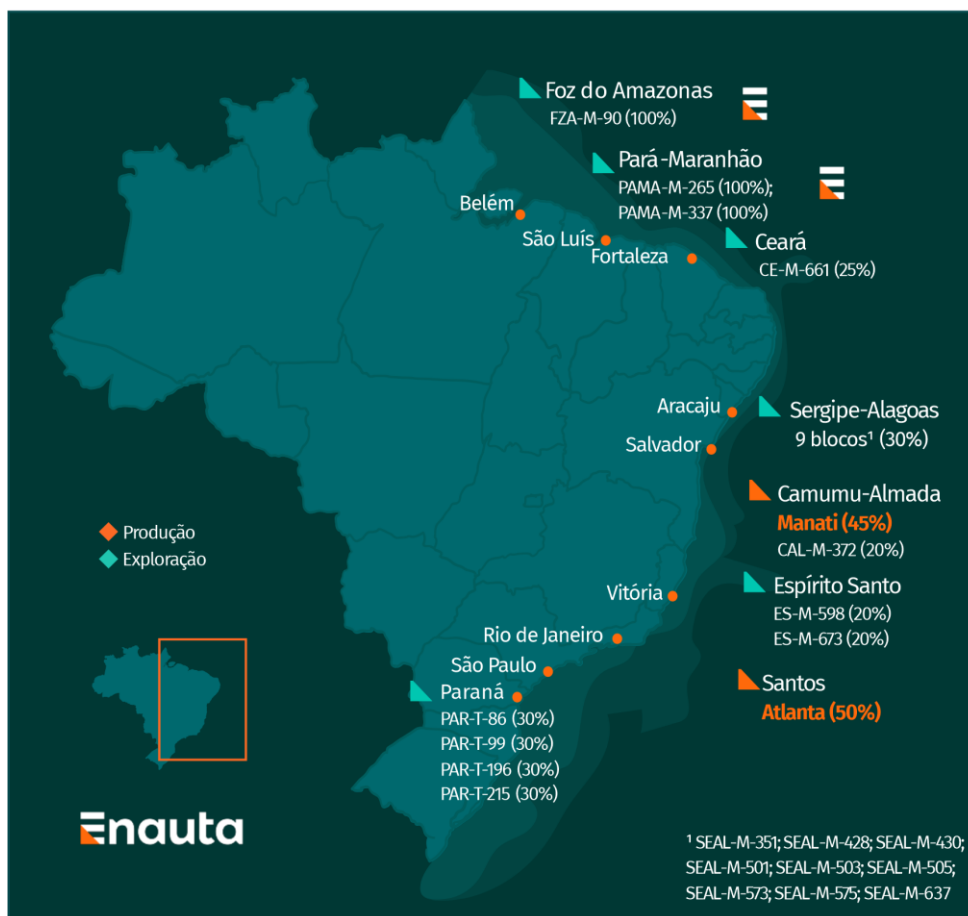 Foz do Amazonas
FZA-M-90 (100%)
Pará-Maranhão
PAMA-M-265 (100%);
PAMA-M-337 (100%)
Belém
São Luís
Fortaleza
Ceará
CE-M-661 (25%)
Aracaju
Salvador
Sergipe-Alagoas
9 blocos¹ (30%)
Camumu-Almada
Manati (45%)
CAL-M-372 (20%)
Produção
Exploração
Espírito Santo
ES-M-598 (20%)
ES-M-673 (20%)
Vitória
Rio de Janeiro
São Paulo
Santos
Atlanta (50%)
Paraná
PAR-T-86 (30%)
PAR-T-99 (30%)
PAR-T-196 (30%)
PAR-T-215 (30%)
Enauta
¹ SEAL-M-351; SEAL-M-428; SEAL-M-430;
SEAL-M-501; SEAL-M-503; SEAL-M-505;
SEAL-M-573; SEAL-M-575; SEAL-M-637